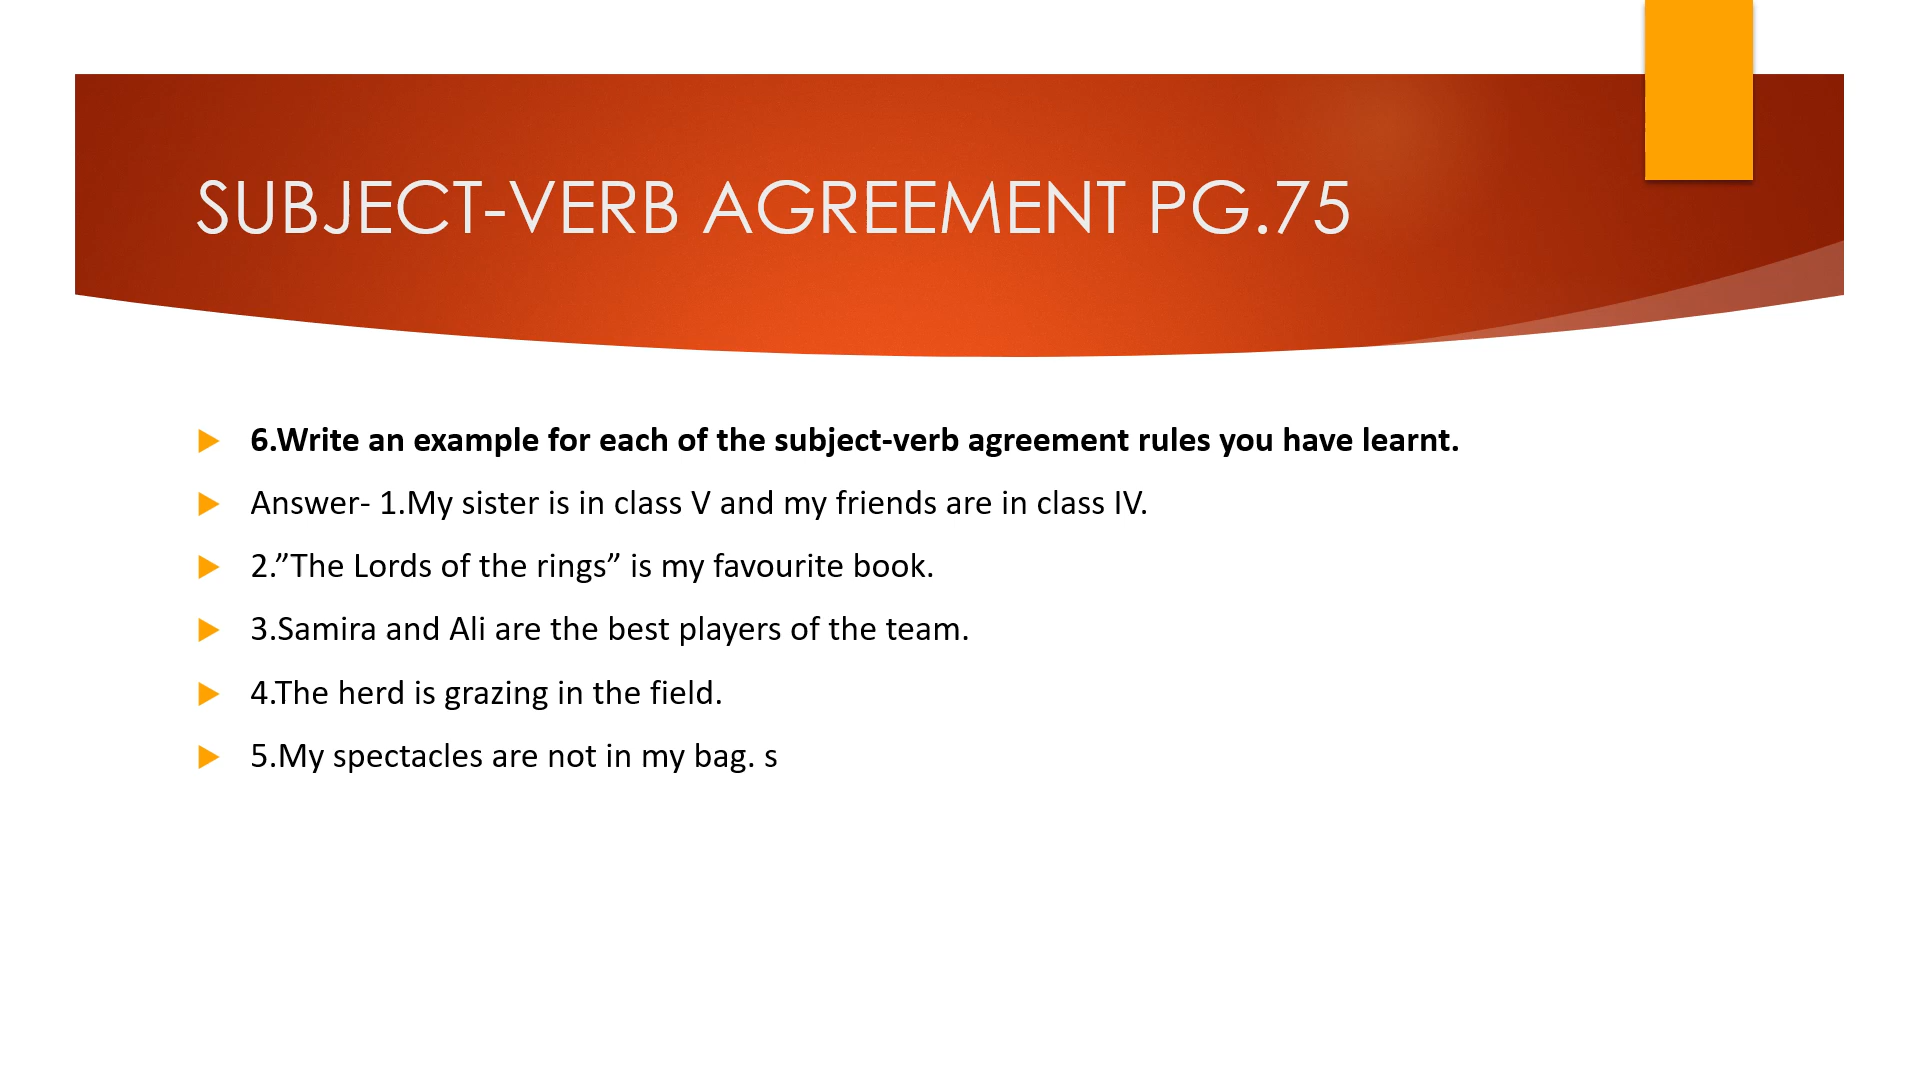 SUBJECT-VERB AGREEMENT PG.75
6.Write an example for each of the subject-verb agreement rules you have learnt.
Answer- 1.My sister is in class V and my friends are in class IV.
2.”The Lords of the rings” is my favourite book.
3.Samira and Ali are the best players of the team.
4.The herd is grazing in the field.
5.My spectacles are not in my bag. s